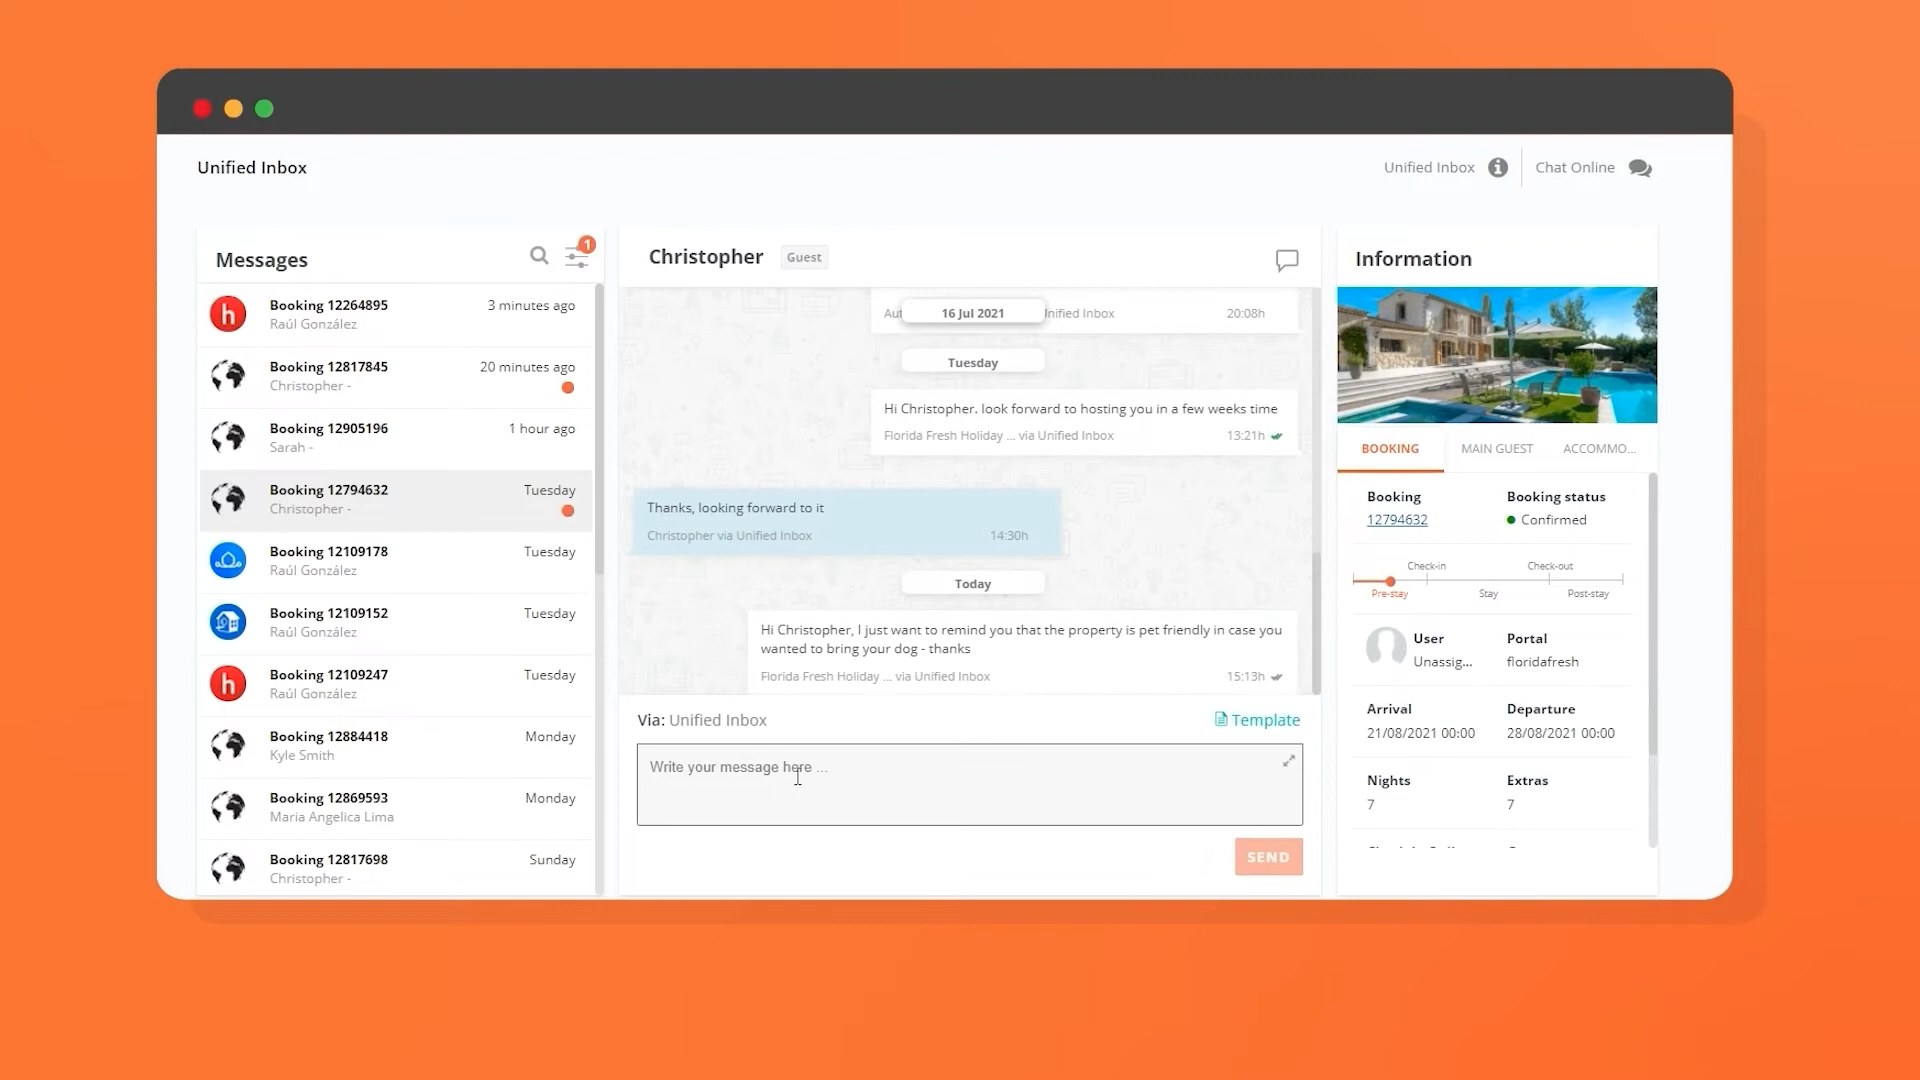 Unified Inbox
Unified Inbox
Chat Online
Messages
1
h
Booking 12264895
3 minutes ago
Raúl González
Booking 12817845
20 minutes ago
Christopher -
Booking 12905196
1 hour ago
Sarah -
Booking 12794632
Tuesday
Christopher -
Booking 12109178
Tuesday
Raúl González
Booking 12109152
Tuesday
Raúl González
h
Booking 12109247
Tuesday
Raúl González
Booking 12884418
Monday
Kyle Smith
Booking 12869593
Monday
Maria Angelica Lima
Booking 12817698
Sunday
Christopher -
Christopher
Guest
16 Jul 2021
20:08h
Tuesday
Hi Christopher. look forward to hosting you in a few weeks time
Florida Fresh Holiday ... via Unified Inbox
13:21h
Thanks, looking forward to it
Christopher via Unified Inbox
14:30h
Today
Hi Christopher, I just want to remind you that the property is pet friendly in case you
wanted to bring your dog - thanks
Florida Fresh Holiday ... via Unified Inbox
15:13h
Via: Unified Inbox
Template
Write your message here ...
SEND
Information
BOOKING
MAIN GUEST
ACCOMMO...
Booking
Booking status
12794632
Confirmed
Check-in
Check-out
Pre-stay
Stay
Post-stay
User
Portal
Unassig...
floridafresh
Arrival
Departure
21/08/2021 00:00
28/08/2021 00:00
Nights
Extras
7
7